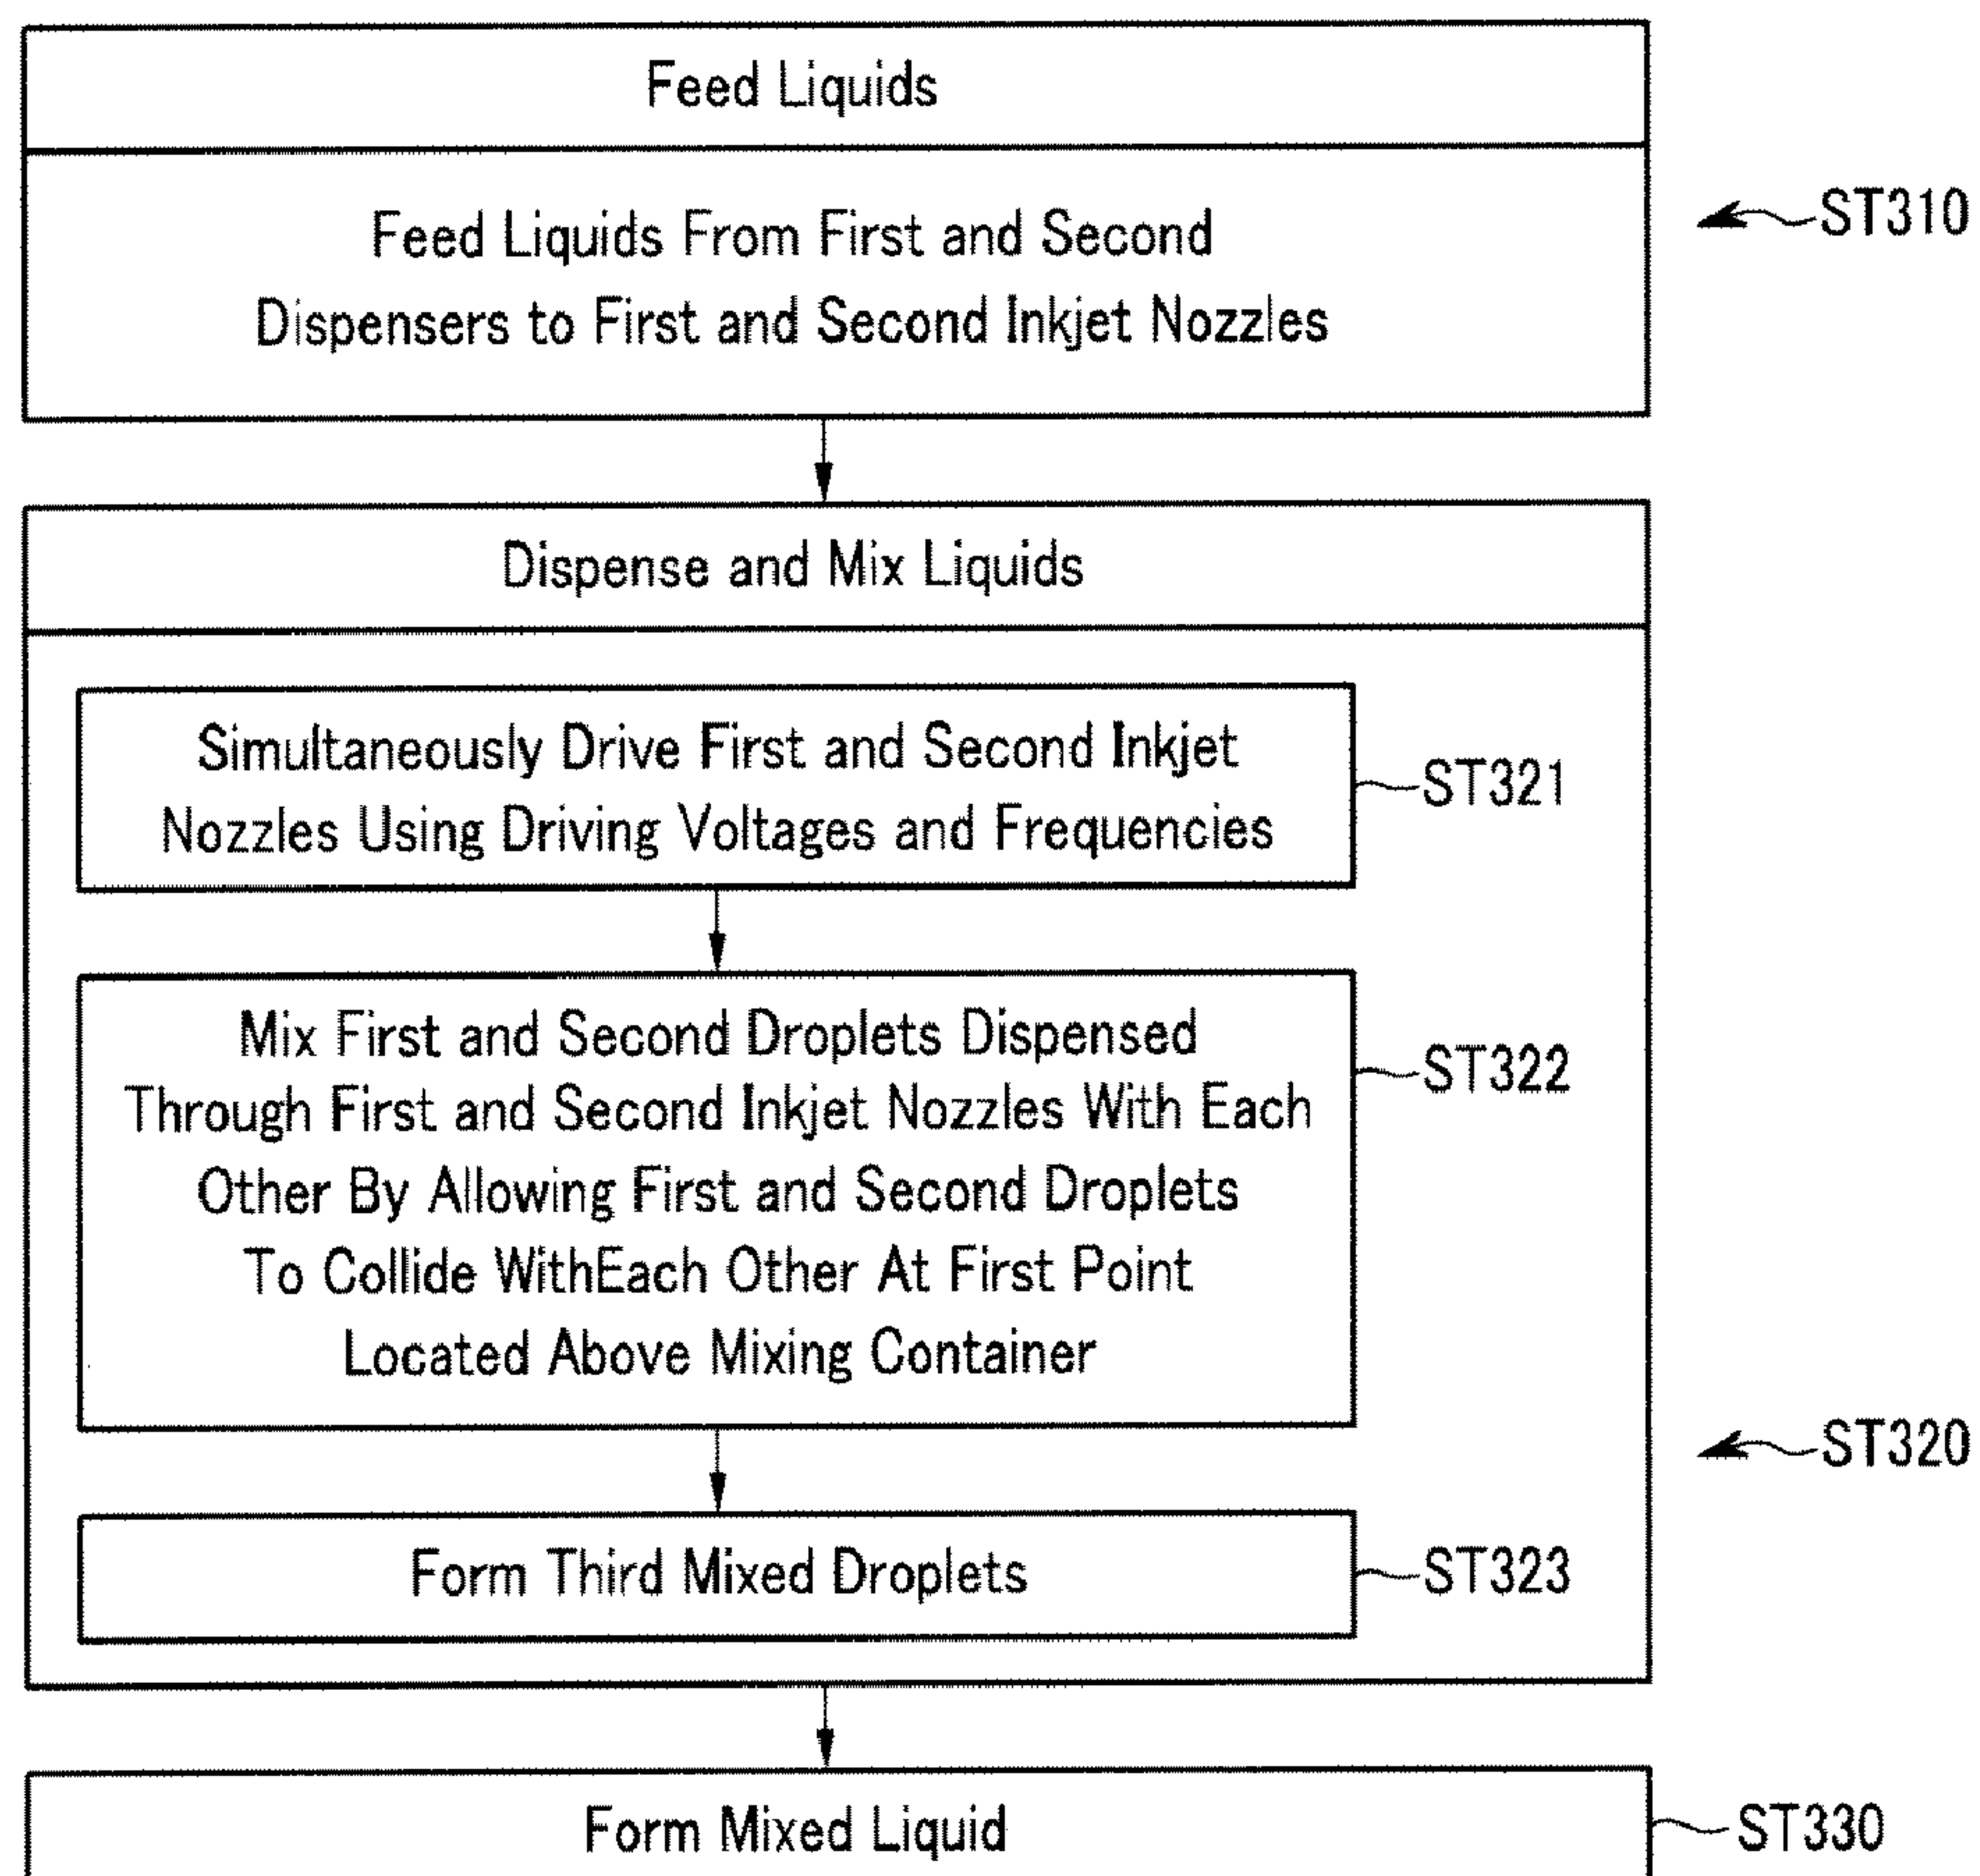 Feed Liquids
Feed Liquids From First and Second
Dispensers to First and Second Inkjet Nozzles
ST310
Dispense and Mix Liquids
Simultaneously Drive First and Second Inkjet
Nozzles Using Driving Voltages and Frequencies
ST321
Mix First and Second Droplets Dispensed
Through First and Second Inkjet Nozzles With Each
Other By Allowing First and Second Droplets
To Collide WithEach Other At First Point
Located Above Mixing Container
ST322
ST320
Form Third Mixed Droplets
ST323
Form Mixed Liquid
ST330